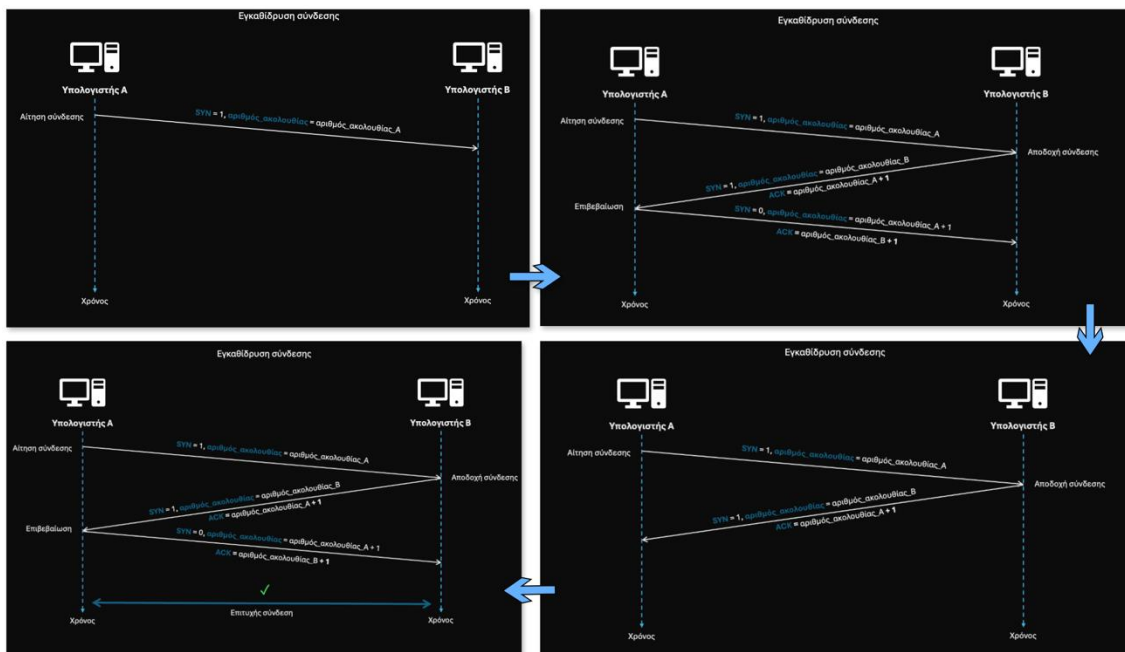 Εγκαθίδρυση σύνδεσης
Υπολογιστής Α
Υπολογιστής Β
SYN = 1, αριθμός_ακολουθίας = αριθμός_ακολουθίας_Α
Αίτηση σύνδεσης
Χρόνος
Χρόνος
Εγκαθίδρυση σύνδεσης
Υπολογιστής Α
Υπολογιστής Β
SYN = 1, αριθμός_ακολουθίας = αριθμός_ακολουθίας_Α
Αίτηση σύνδεσης
Αποδοχή σύνδεσης
SYN = 1, αριθμός_ακολουθίας = αριθμός_ακολουθίας_Β
ACK = αριθμός_ακολουθίας_Α + 1
Επιβεβαίωση
SYN = 0, αριθμός_ακολουθίας = αριθμός_ακολουθίας_Α + 1
ACK = αριθμός_ακολουθίας_Β + 1
Χρόνος
Χρόνος
Εγκαθίδρυση σύνδεσης
Υπολογιστής Α
Υπολογιστής Β
SYN = 1, αριθμός_ακολουθίας = αριθμός_ακολουθίας_Α
Αίτηση σύνδεσης
Αποδοχή σύνδεσης
SYN = 1, αριθμός_ακολουθίας = αριθμός_ακολουθίας_Β
ACK = αριθμός_ακολουθίας_Α + 1
Επιβεβαίωση
SYN = 0, αριθμός_ακολουθίας = αριθμός_ακολουθίας_Α + 1
ACK = αριθμός_ακολουθίας_Β + 1
Επιτυχής σύνδεση
Χρόνος
Χρόνος
Εγκαθίδρυση σύνδεσης
Υπολογιστής Α
Υπολογιστής Β
SYN = 1, αριθμός_ακολουθίας = αριθμός_ακολουθίας_Α
Αίτηση σύνδεσης
Αποδοχή σύνδεσης
SYN = 1, αριθμός_ακολουθίας = αριθμός_ακολουθίας_Β
ACK = αριθμός_ακολουθίας_Α + 1
Χρόνος
Χρόνος